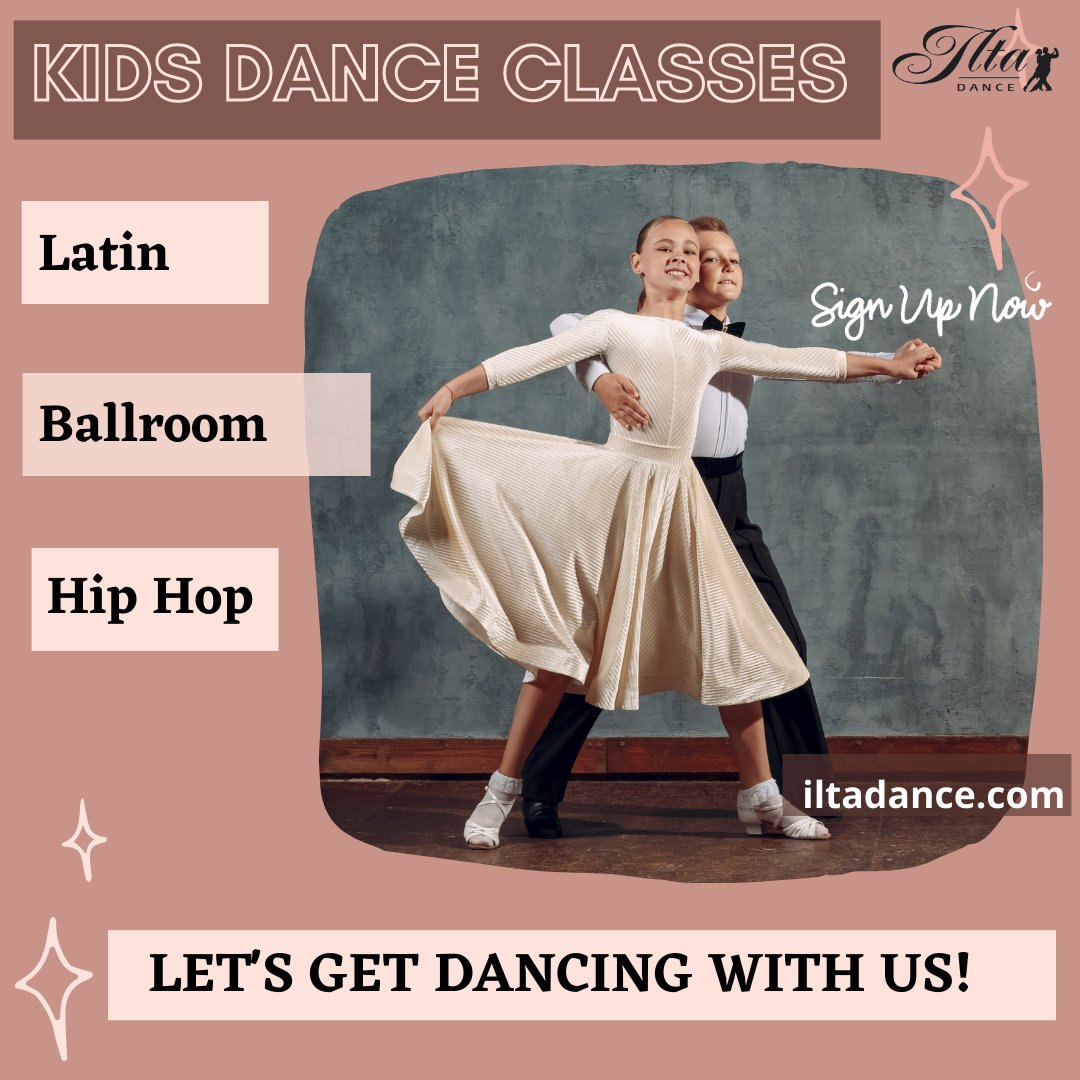 KIDS DANCE CLASSES
Ilta
DANCE
Latin
Sign Up Now
Ballroom
Hip Hop
iltadance.com
LET'S GET DANCING WITH US!